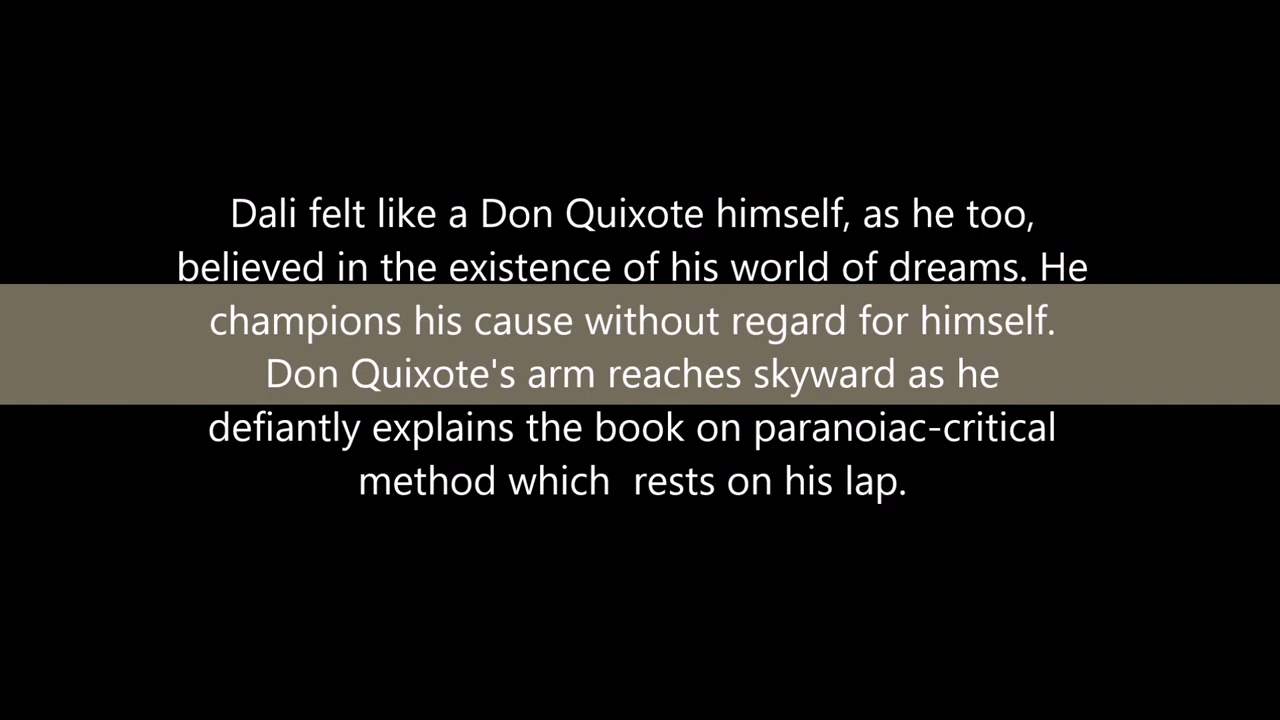 Dali felt like a Don Quixote himself, as he too,
believed in the existence of his world of dreams. He
champions his cause without regard for himself.
Don Quixote's arm reaches skyward as he
defiantly explains the book on paranoiac-critical
method which  rests on his lap.